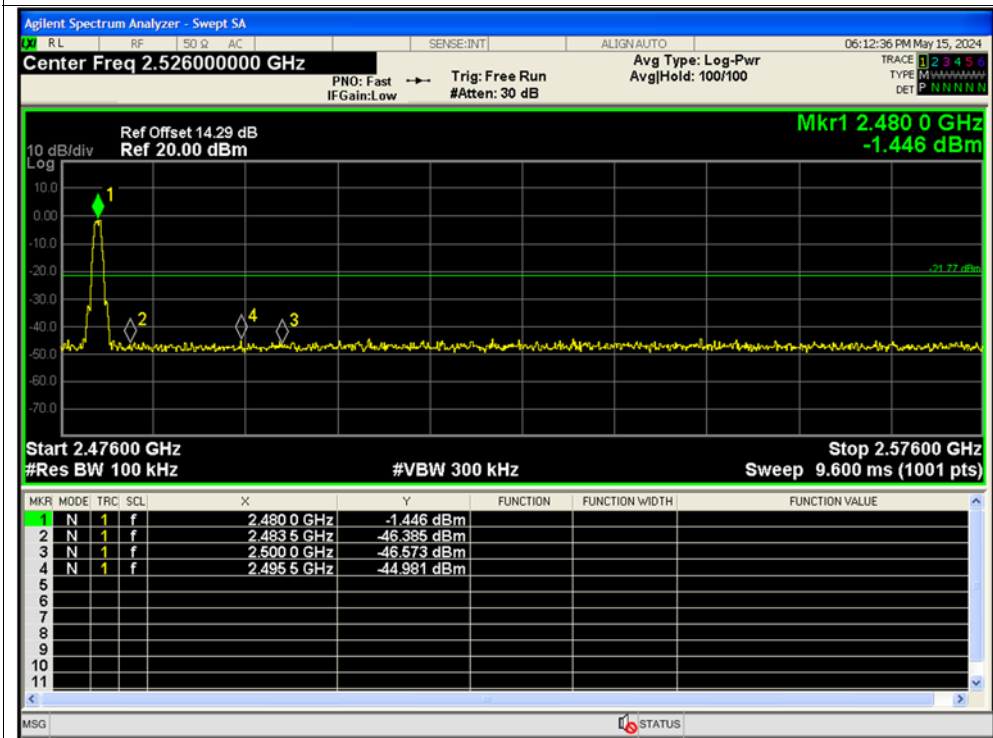 Agilent Spectrum Analyzer - Swept SA
LXI RL RF 50 Ω AC SENSE:INT ALIGN AUTO 06:12:36 PM May 15, 2024
Center Freq 2.526000000 GHz
PNO: Fast
IFGain:Low
Trig: Free Run
#Atten: 30 dB
Avg Type: Log-Pwr
Avg|Hold: 100/100
TRACE 1 2 3 4 5 6
TYPE M WWWWW
DET P N N N N N
Mkr1 2.480 0 GHz
-1.446 dBm
Ref Offset 14.29 dB
10 dB/div Ref 20.00 dBm
Log
10.0
0.00
-10.0
-20.0
-30.0
-40.0
-50.0
-60.0
-70.0
1
2
4
3
-21.77 dBm
Start 2.47600 GHz Stop 2.57600 GHz
#Res BW 100 kHz #VBW 300 kHz Sweep 9.600 ms (1001 pts)
MKR MODE TRC SCL X Y FUNCTION FUNCTION WIDTH FUNCTION VALUE
1 N 1 f 2.480 0 GHz -1.446 dBm
2 N 1 f 2.483 5 GHz -46.385 dBm
3 N 1 f 2.500 0 GHz -46.573 dBm
4 N 1 f 2.495 5 GHz -44.981 dBm
5
6
7
8
9
10
11
MSG STATUS